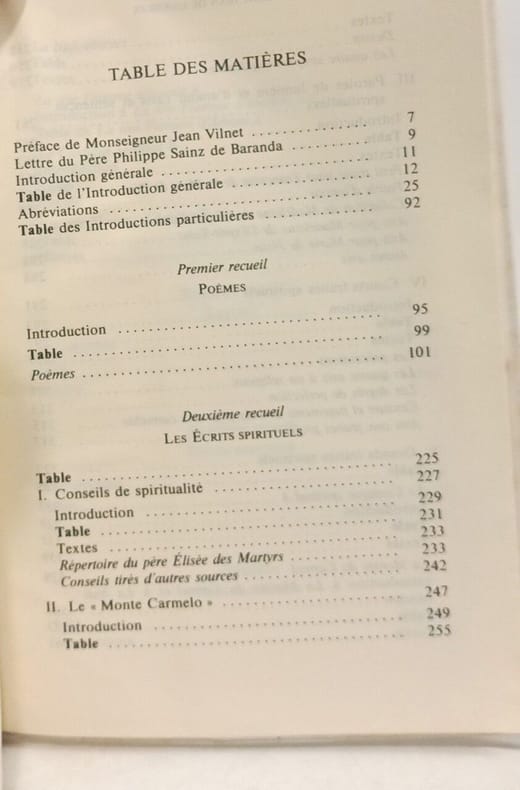 TABLE DES MATIÈRES
Préface de Monseigneur Jean Vilnet . . . . . . . . . . . . . . 7
Lettre du Père Philippe Sainz de Baranda . . . . . . . . . 9
Introduction générale . . . . . . . . . . . . . . . . . . . . . . . . . 11
Table de l'Introduction générale . . . . . . . . . . . . . . . . . 12
Abréviations . . . . . . . . . . . . . . . . . . . . . . . . . . . . . . . 25
Table des Introductions particulières . . . . . . . . . . . . . 92
Premier recueil
POÈMES
Introduction . . . . . . . . . . . . . . . . . . . . . . . . . . . . . . . 95
Table . . . . . . . . . . . . . . . . . . . . . . . . . . . . . . . . . . . . 99
Poèmes . . . . . . . . . . . . . . . . . . . . . . . . . . . . . . . . . . . 101
Deuxième recueil
LES ÉCRITS SPIRITUELS
Table . . . . . . . . . . . . . . . . . . . . . . . . . . . . . . . . . . . . 225
I. Conseils de spiritualité . . . . . . . . . . . . . . . . . . . . . 227
Introduction . . . . . . . . . . . . . . . . . . . . . . . . . . . . . 229
Table . . . . . . . . . . . . . . . . . . . . . . . . . . . . . . . . . . 231
Textes . . . . . . . . . . . . . . . . . . . . . . . . . . . . . . . . . 233
Répertoire du père Élisée des Martyrs . . . . . . . . . . . 233
Conseils tirés d'autres sources . . . . . . . . . . . . . . . . . 242
II. Le « Monte Carmelo » . . . . . . . . . . . . . . . . . . . . . 247
Introduction . . . . . . . . . . . . . . . . . . . . . . . . . . . . . 249
Table . . . . . . . . . . . . . . . . . . . . . . . . . . . . . . . . . . 255